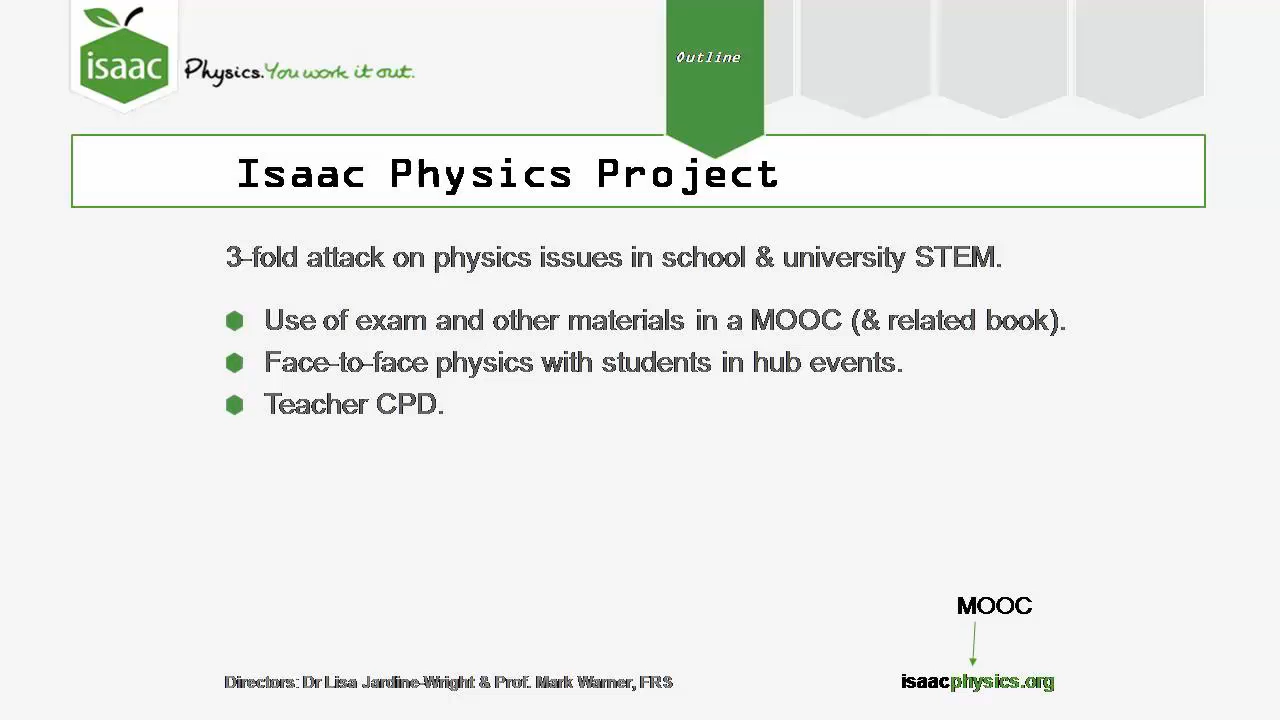 isaac Physics. You work it out.
Outline
Isaac Physics Project
3-fold attack on physics issues in school & university STEM.
Use of exam and other materials in a MOOC (& related book).
Face-to-face physics with students in hub events.
Teacher CPD.
MOOC
Directors: Dr Lisa Jardine-Wright & Prof. Mark Warner, FRS
isaacphysics.org